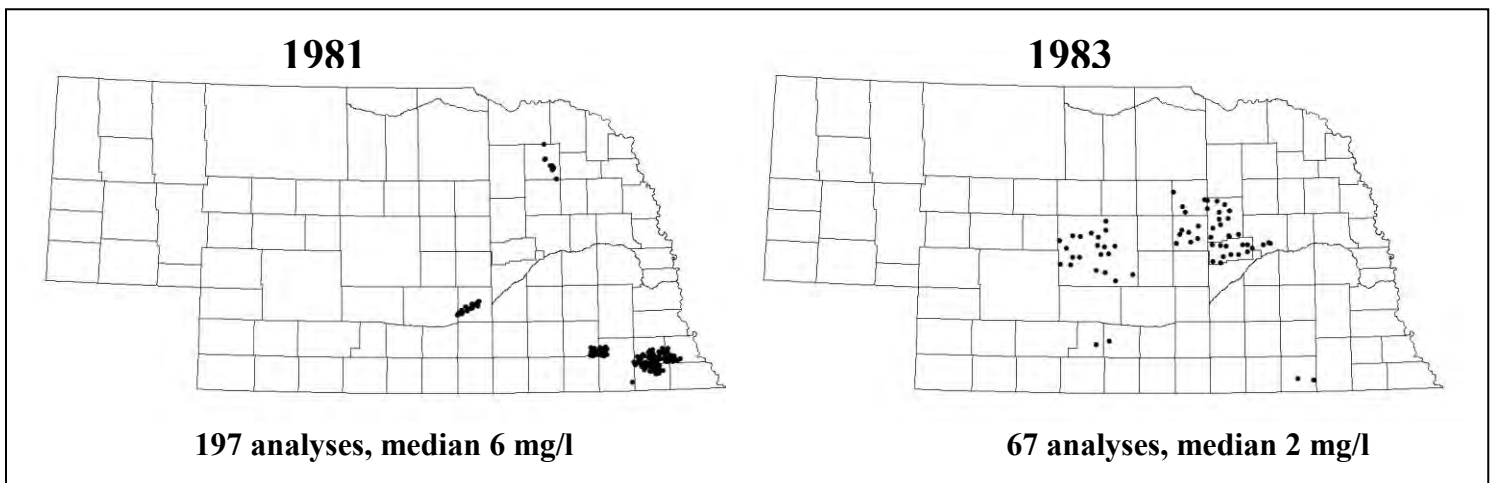 1981
1983
197 analyses, median 6 mg/l
67 analyses, median 2 mg/l